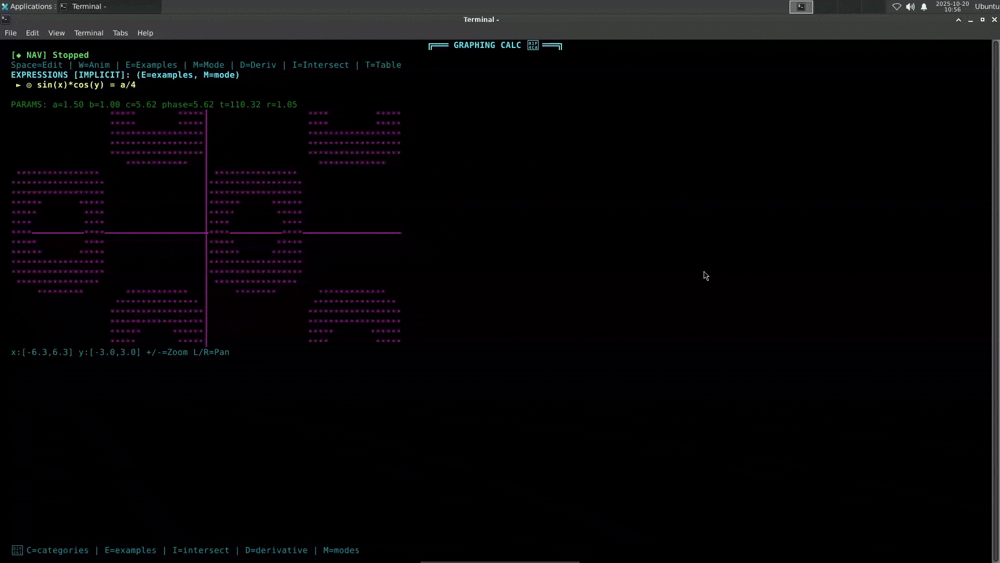 Applications
Terminal -
2025-10-20
10:56
Ubuntu
Terminal -
File Edit View Terminal Tabs Help
GRAPHING CALC
[◆ NAV] Stopped
Space=Edit | W=Anim | E=Examples | M=Mode | D=Deriv | I=Intersect | T=Table
EXPRESSIONS [IMPLICIT]: (E=examples, M=mode)
► ⊙ sin(x)*cos(y) = a/4
PARAMS: a=1.50 b=1.00 c=5.62 phase=5.62 t=110.32 r=1.05
x:[-6.3,6.3] y:[-3.0,3.0] +/-=Zoom L/R=Pan
C=categories | E=examples | I=intersect | D=derivative | M=modes